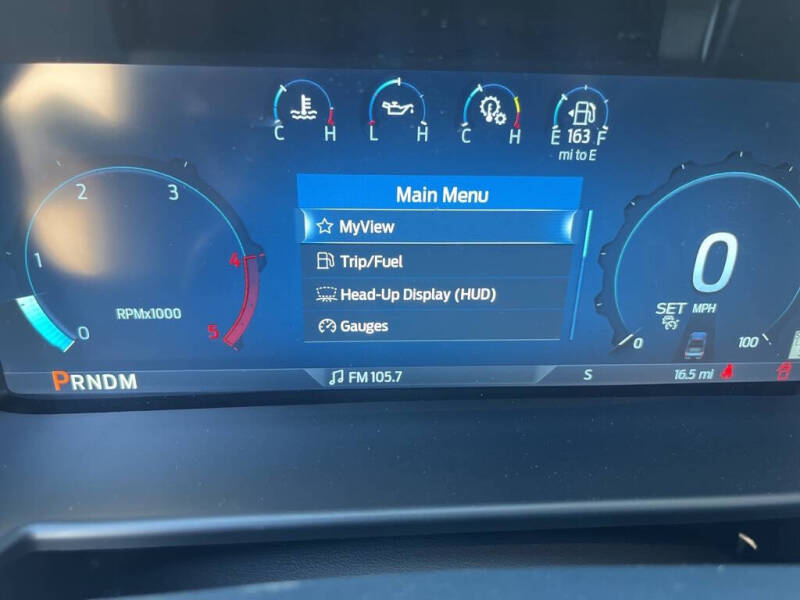 C H
L H
C H
E 163 F
mi to E
Main Menu
MyView
Trip/Fuel
Head-Up Display (HUD)
Gauges
0 1 2 3 4 5
RPMx1000
0
SET MPH
0 100
PRNDM
FM 105.7
S
16.5 mi